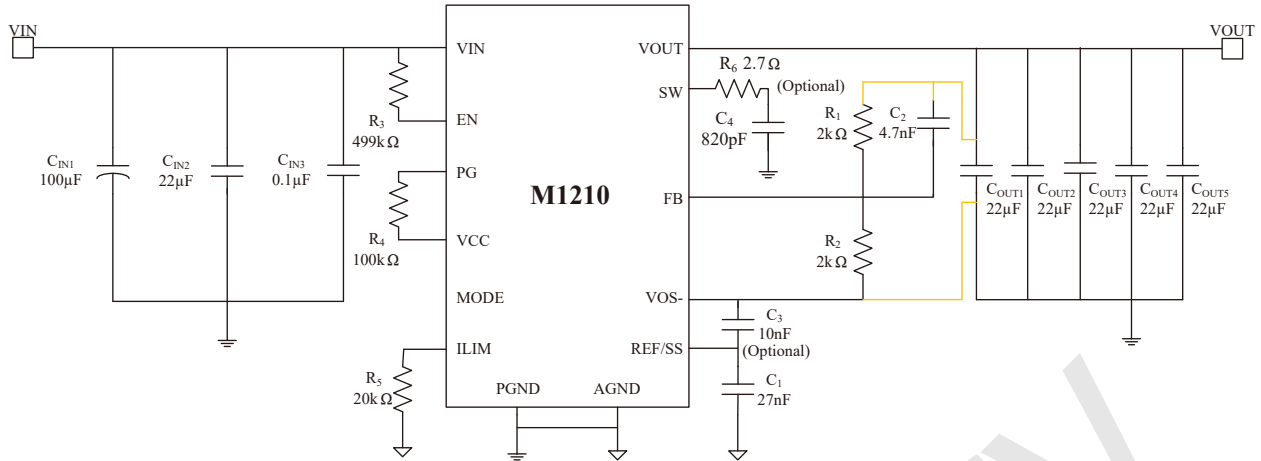 VIN
VOUT
VIN
EN
PG
VCC
MODE
ILIM
PGND
AGND
M1210
VOUT
SW
FB
VOS-
REF/SS
CIN1
100μF
CIN2
22μF
CIN3
0.1μF
R3
499kΩ
R4
100kΩ
R5
20kΩ
R6 2.7Ω
(Optional)
C4
820pF
R1
2kΩ
C2
4.7nF
R2
2kΩ
C3
10nF
(Optional)
C1
27nF
COUT1
22μF
COUT2
22μF
COUT3
22μF
COUT4
22μF
COUT5
22μF